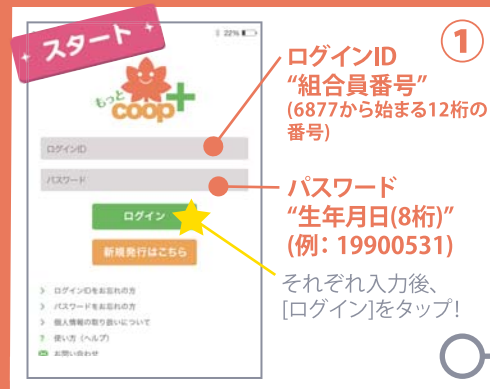 スタート
22%
もっと
coop+
ログインID
パスワード
ログイン
新規発行はこちら
> ログインIDをお忘れの方
> パスワードをお忘れの方
> 個人情報の取り扱いについて
? 使い方（ヘルプ）
お問い合わせ
①
ログインID
“組合員番号”
(6877から始まる12桁の
番号)
パスワード
“生年月日(8桁)”
(例：19900531)
それぞれ入力後、
[ログイン]をタップ！